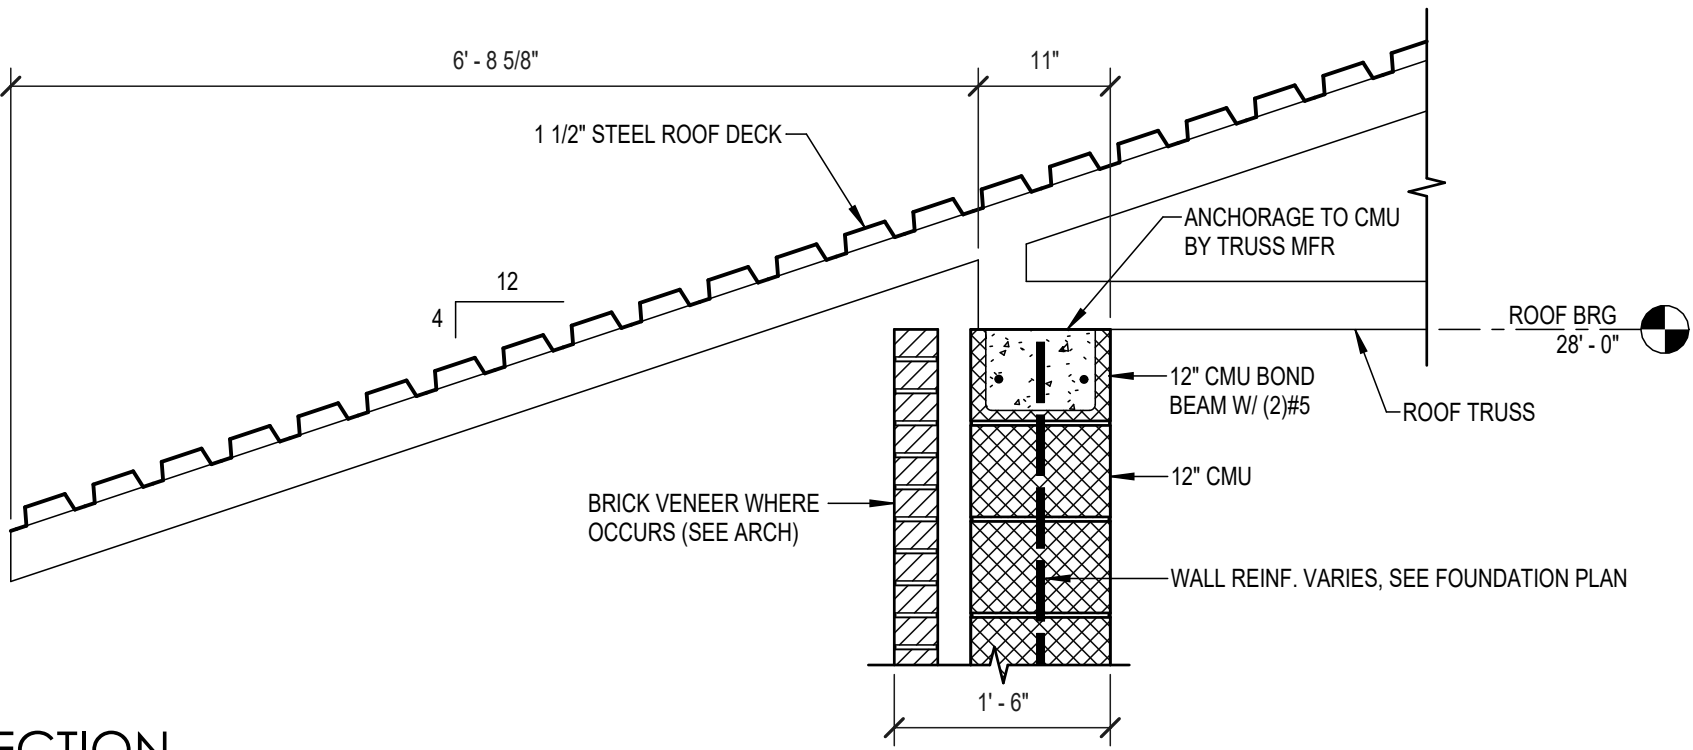 6' - 8 5/8"
11"
1 1/2" STEEL ROOF DECK
ANCHORAGE TO CMU
BY TRUSS MFR
12
4
ROOF BRG
28' - 0"
12" CMU BOND
BEAM W/ (2)#5
ROOF TRUSS
12" CMU
BRICK VENEER WHERE
OCCURS (SEE ARCH)
WALL REINF. VARIES, SEE FOUNDATION PLAN
1' - 6"